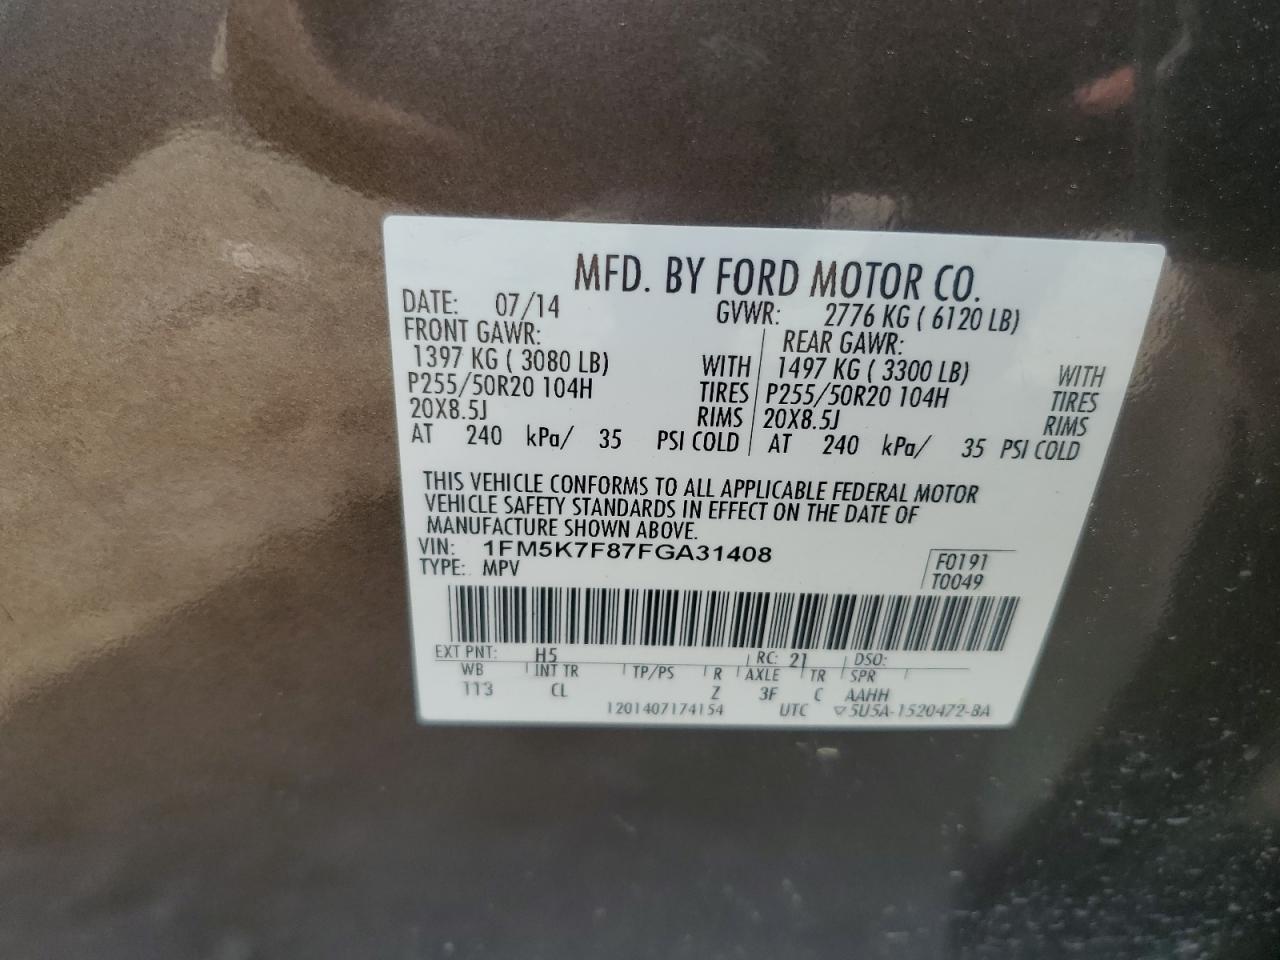 MFD. BY FORD MOTOR CO.
DATE: 07/14 GVWR: 2776 KG ( 6120 LB)
FRONT GAWR: REAR GAWR:
1397 KG ( 3080 LB) WITH 1497 KG ( 3300 LB) WITH
P255/50R20 104H TIRES P255/50R20 104H TIRES
20X8.5J RIMS 20X8.5J RIMS
AT 240 kPa/ 35 PSI COLD AT 240 kPa/ 35 PSI COLD
THIS VEHICLE CONFORMS TO ALL APPLICABLE FEDERAL MOTOR
VEHICLE SAFETY STANDARDS IN EFFECT ON THE DATE OF
MANUFACTURE SHOWN ABOVE.
VIN: 1FM5K7F87FGA31408 F0191
TYPE: MPV T0049
EXT PNT: H5 RC: 21 DSO:
WB INT TR TP/PS R AXLE TR SPR
113 CL Z 3F C AAHH
1201407174154 UTC ▽5U5A-1520472-BA